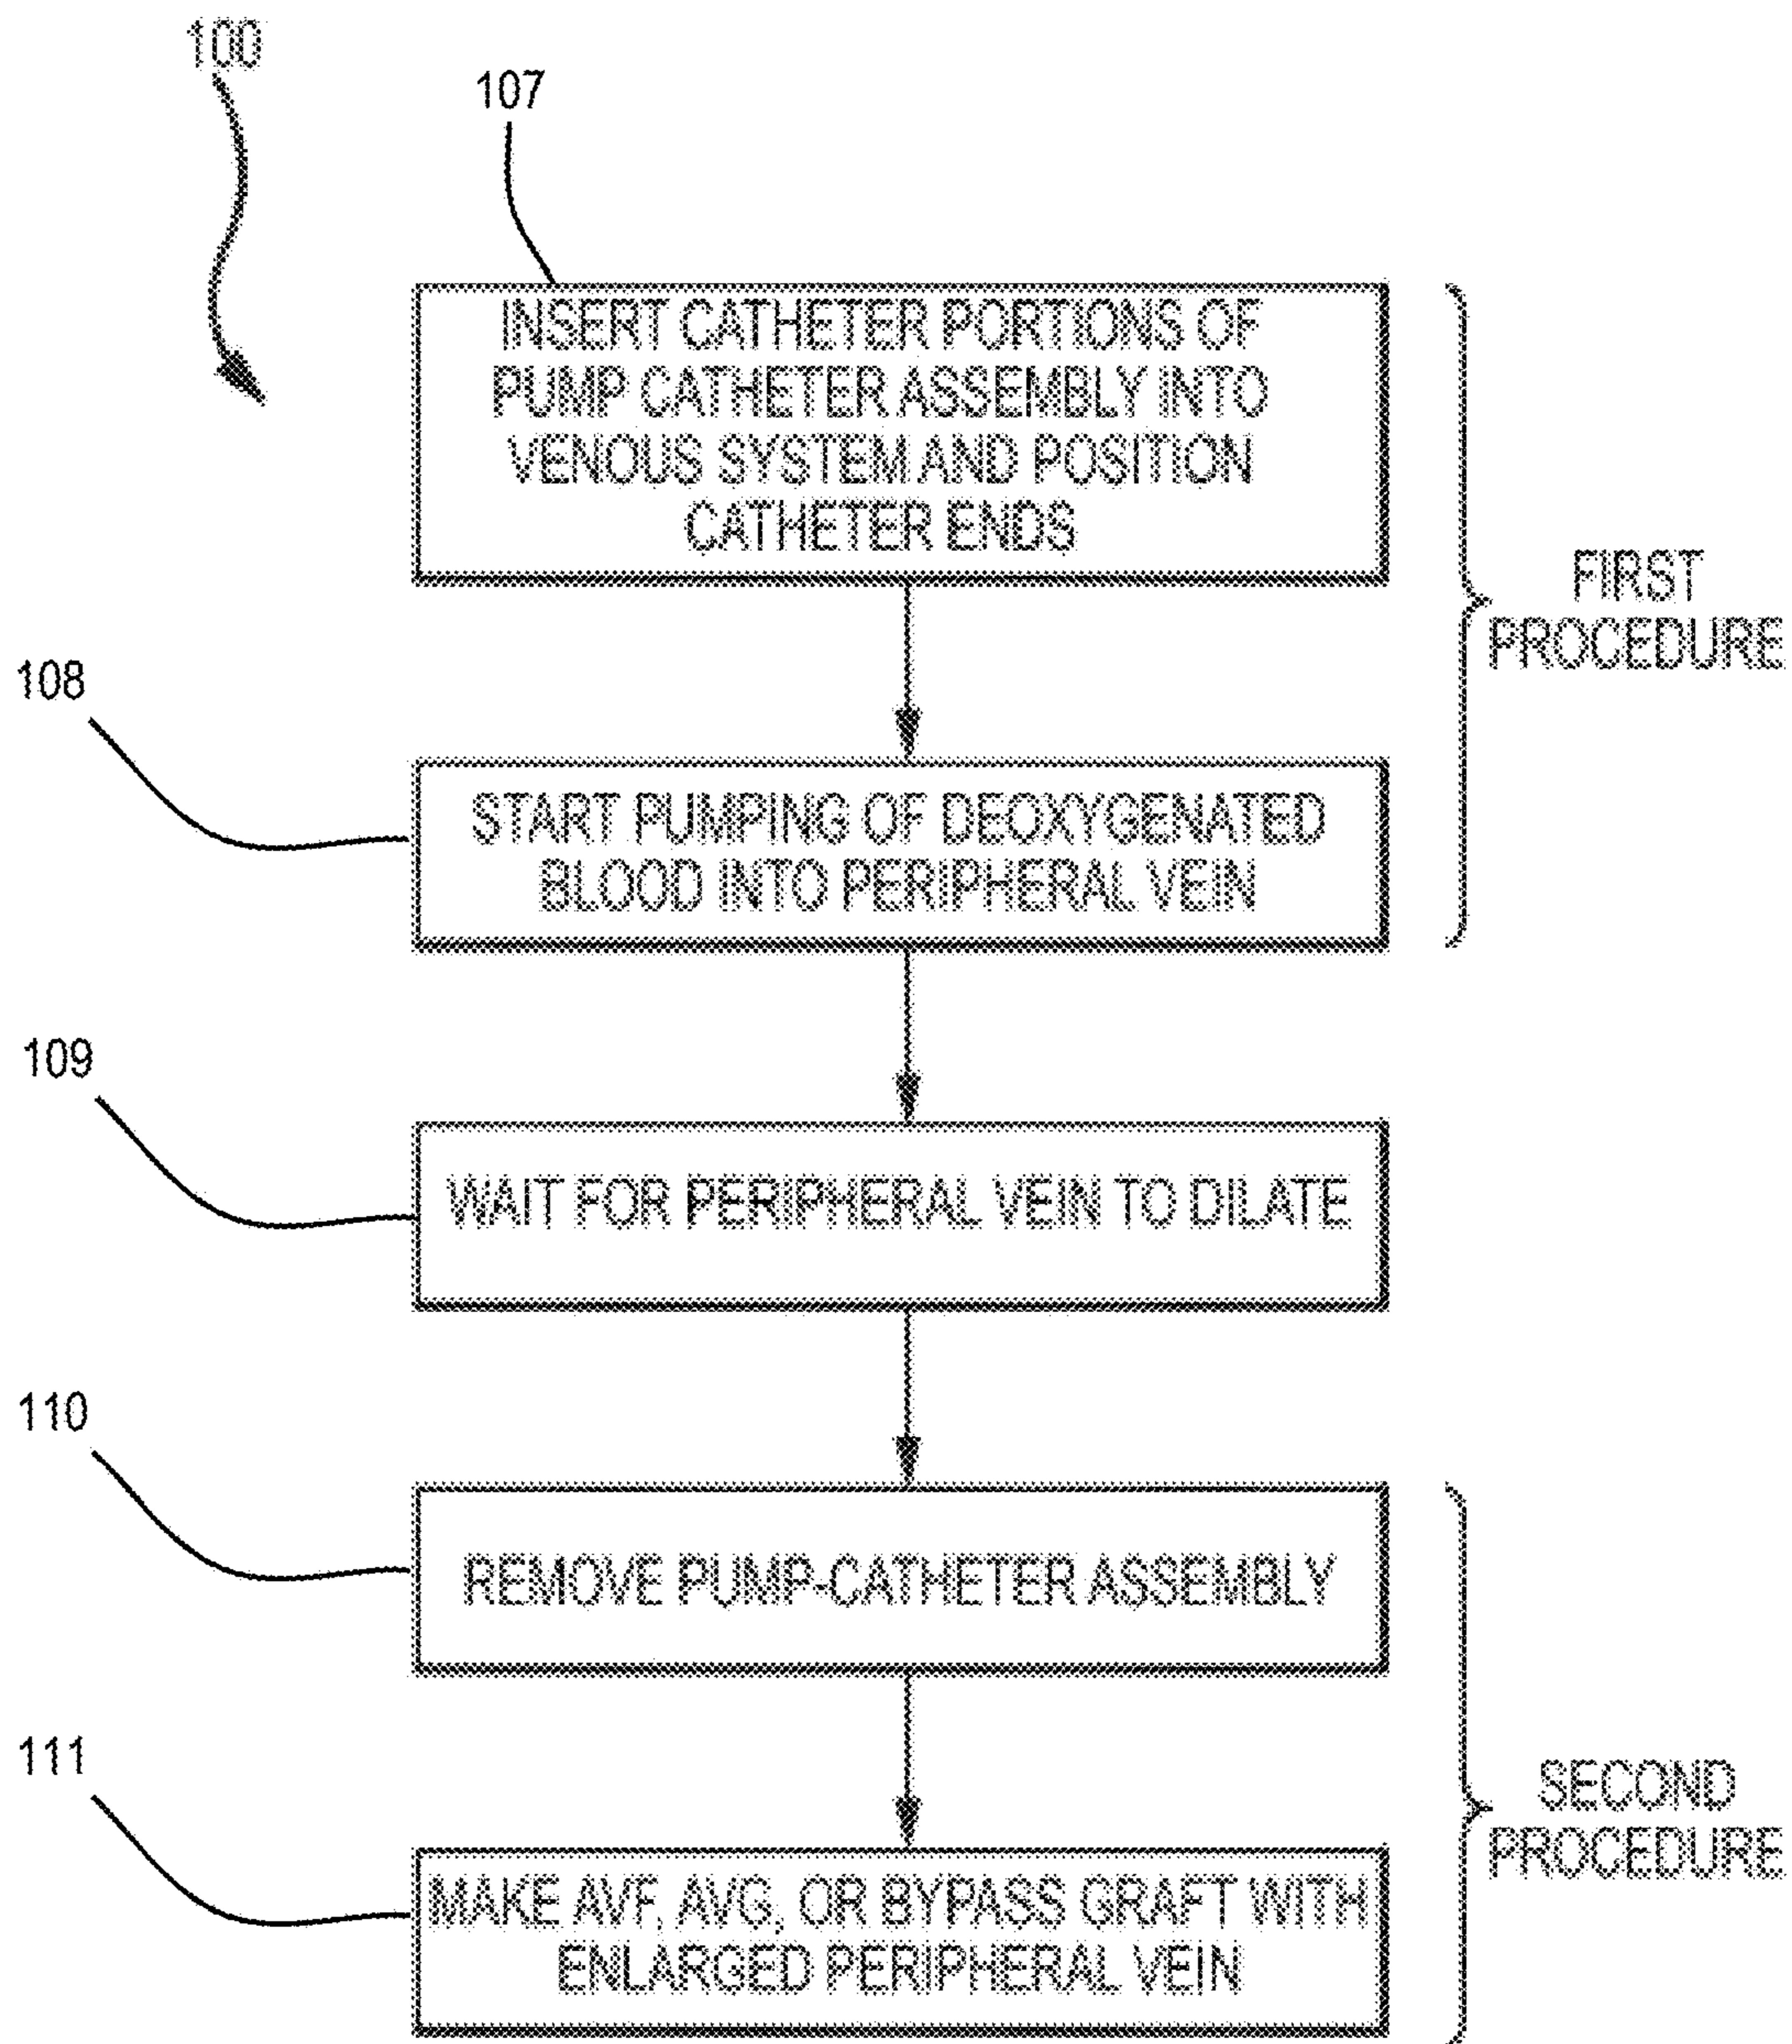 100
107
INSERT CATHETER PORTIONS OF
PUMP CATHETER ASSEMBLY INTO
VENOUS SYSTEM AND POSITION
CATHETER ENDS
FIRST
PROCEDURE
108
START PUMPING OF DEOXYGENATED
BLOOD INTO PERIPHERAL VEIN
109
WAIT FOR PERIPHERAL VEIN TO DILATE
110
REMOVE PUMP-CATHETER ASSEMBLY
111
MAKE AVF, AVG, OR BYPASS GRAFT WITH
ENLARGED PERIPHERAL VEIN
SECOND
PROCEDURE